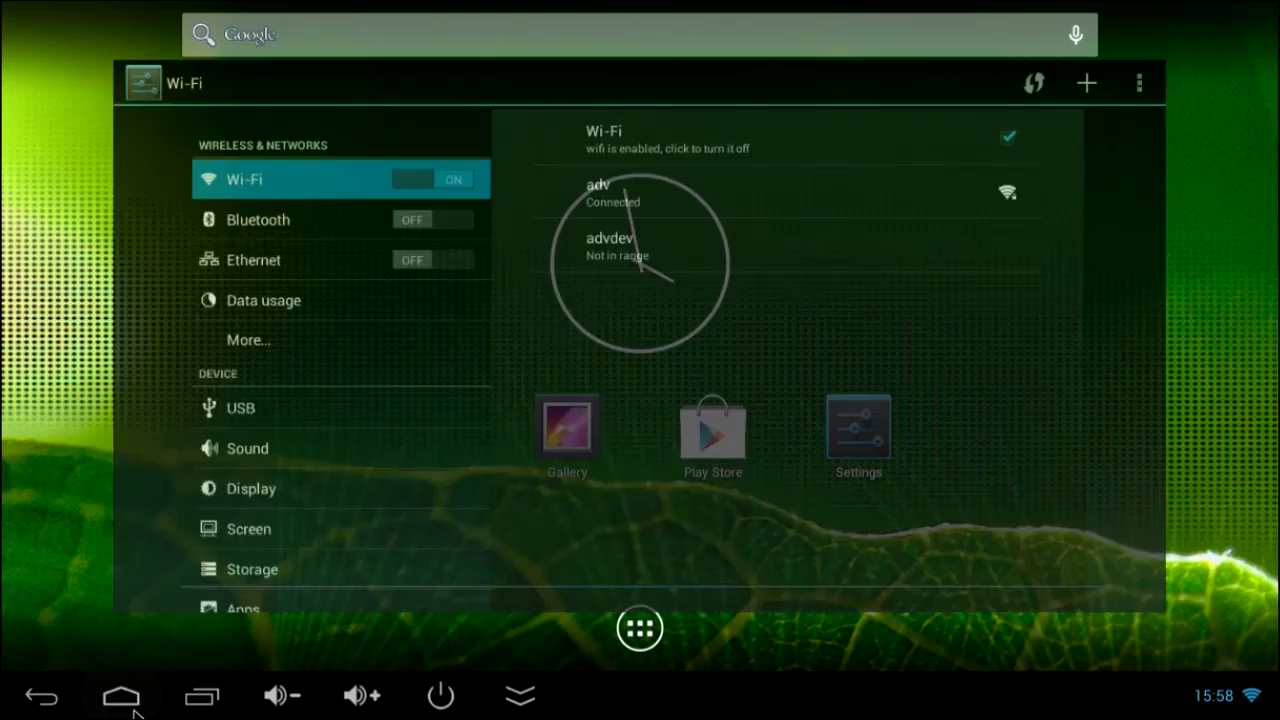 Google
Wi-Fi
WIRELESS & NETWORKS
Wi-Fi ON
Bluetooth OFF
Ethernet OFF
Data usage
More...
DEVICE
USB
Sound
Display
Screen
Storage
Apps
Wi-Fi
wifi is enabled, click to turn it off
adv
Connected
advdev
Not in range
Gallery
Play Store
Settings
15:58